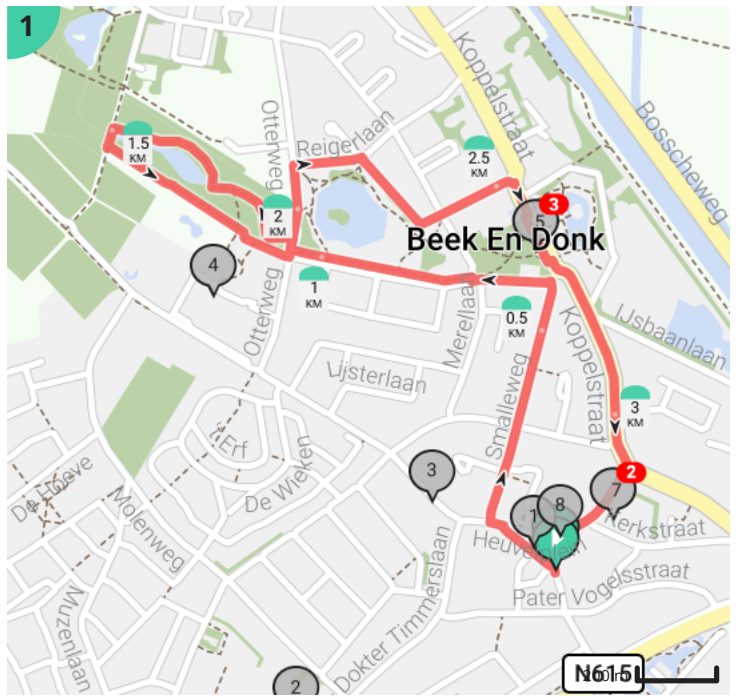 1
Koppelstraat
Bosscheweg
Otterweg
Reigerlaan
1.5
KM
2.5
KM
2
KM
3
5
Beek En Donk
4
1
KM
0.5
KM
Otterweg
Merellaan
Koppelstraat
IJsbaanlaan
IJsterlaan
Smalleweg
3
KM
't Erf
De Wieken
3
2
7
8
1
De Hoeve
Molenweg
Heuvelplein
Kerkstraat
Pater Vogelsstraat
Dokter Timmerslaan
Muzenlaan
2
N615